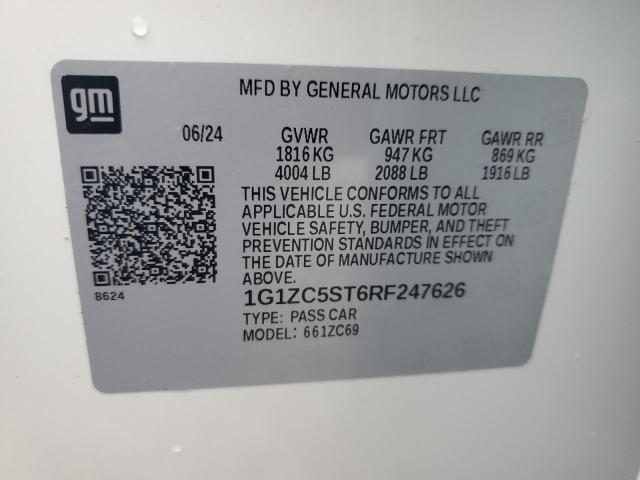 gm
MFD BY GENERAL MOTORS LLC
06/24 GVWR GAWR FRT GAWR RR
1816 KG 947 KG 869 KG
4004 LB 2088 LB 1916 LB
THIS VEHICLE CONFORMS TO ALL
APPLICABLE U.S. FEDERAL MOTOR
VEHICLE SAFETY, BUMPER, AND THEFT
PREVENTION STANDARDS IN EFFECT ON
THE DATE OF MANUFACTURE SHOWN
ABOVE.
8624
1G1ZC5ST6RF247626
TYPE: PASS CAR
MODEL: 661ZC69